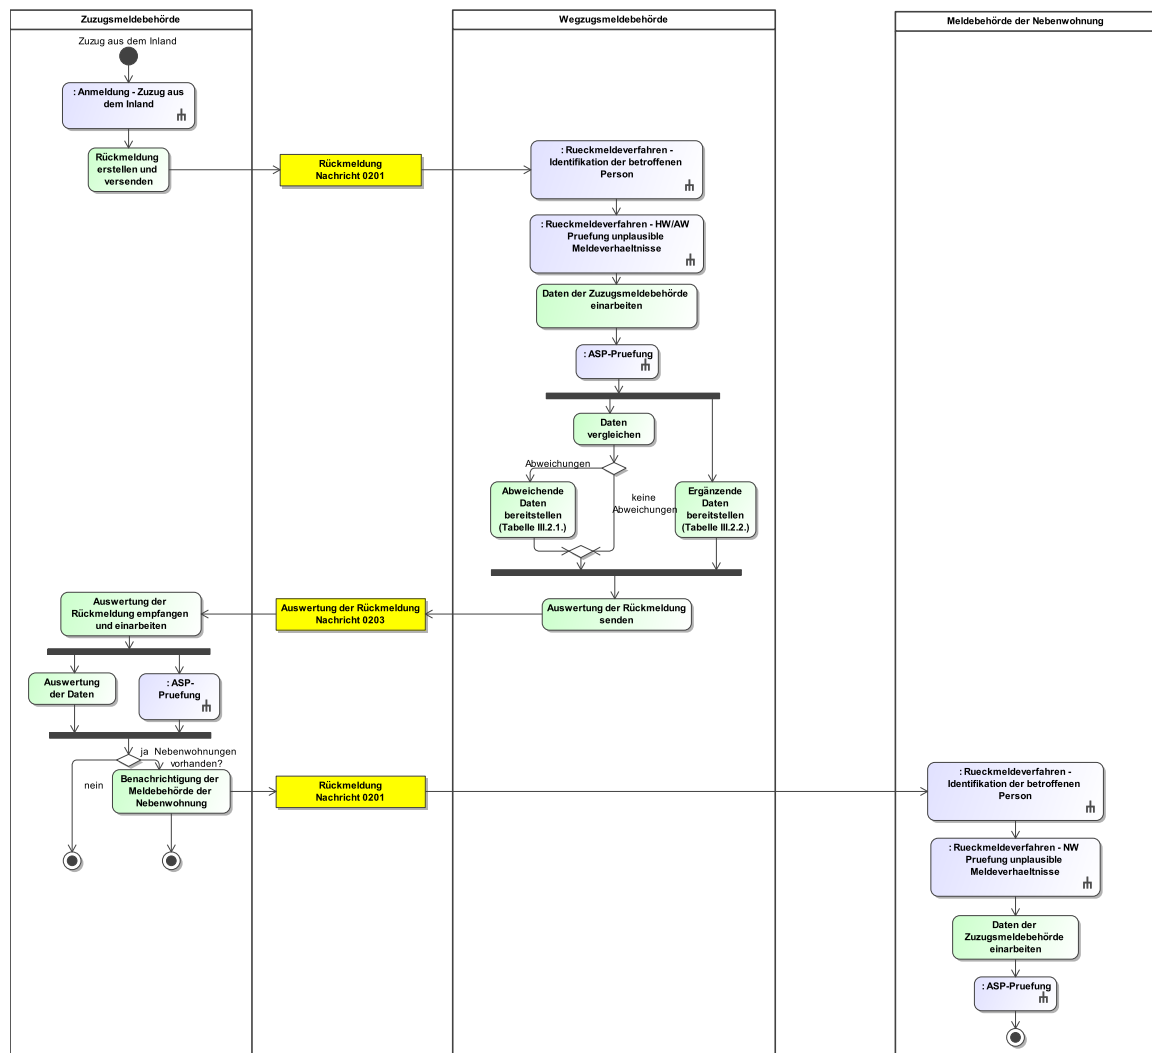 Zuzugsmeldebehörde
Wegzugsmeldebehörde
Meldebehörde der Nebenwohnung
Zuzug aus dem Inland
: Anmeldung - Zuzug aus
dem Inland
Rückmeldung
erstellen und
versenden
Rückmeldung
Nachricht 0201
: Rueckmeldeverfahren -
Identifikation der betroffenen
Person
: Rueckmeldeverfahren - HW/AW
Pruefung unplausible
Meldeverhaeltnisse
Daten der Zuzugsmeldebehörde
einarbeiten
: ASP-Pruefung
Daten
vergleichen
Abweichungen
keine
Abweichungen
Abweichende
Daten
bereitstellen
(Tabelle III.2.1.)
Ergänzende
Daten
bereitstellen
(Tabelle III.2.2.)
Auswertung der Rückmeldung
senden
Auswertung der Rückmeldung
Nachricht 0203
Auswertung der
Rückmeldung empfangen
und einarbeiten
Auswertung
der Daten
: ASP-
Pruefung
ja Nebenwohnungen
vorhanden?
nein
Benachrichtigung der
Meldebehörde der
Nebenwohnung
Rückmeldung
Nachricht 0201
: Rueckmeldeverfahren -
Identifikation der betroffenen
Person
: Rueckmeldeverfahren - NW
Pruefung unplausible
Meldeverhaeltnisse
Daten der
Zuzugsmeldebehörde
einarbeiten
: ASP-Pruefung